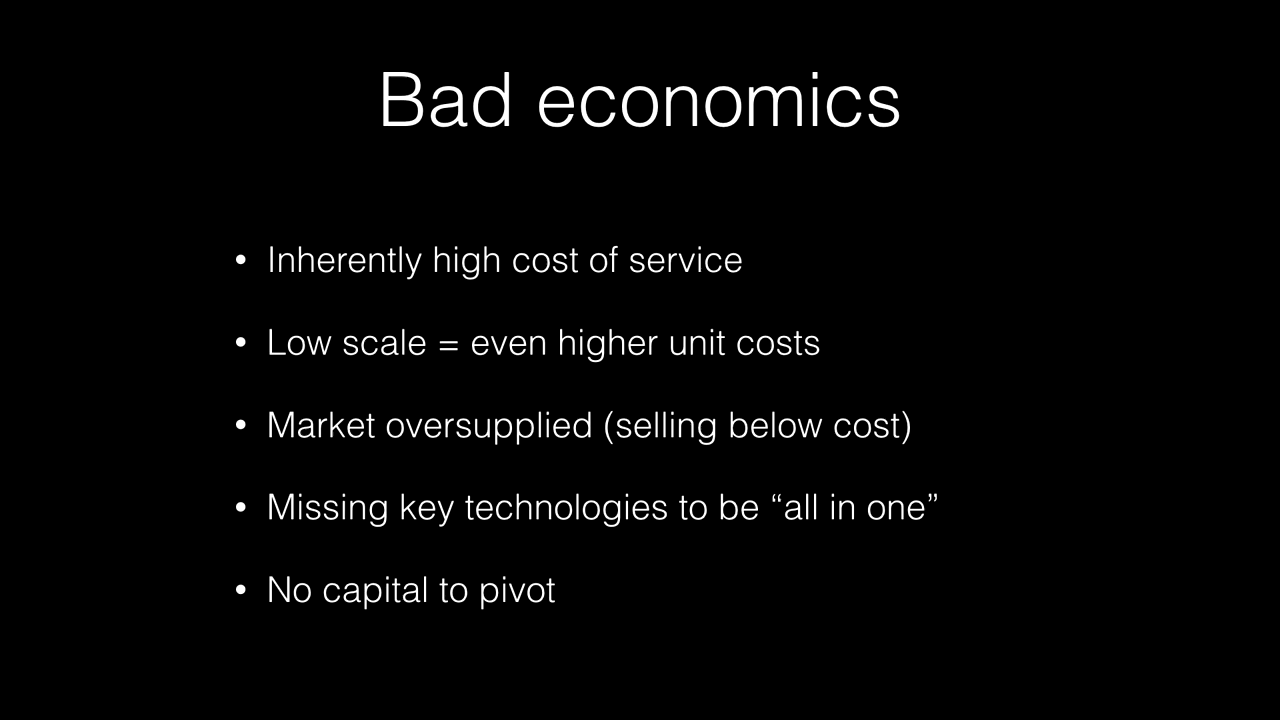 Bad economics
• Inherently high cost of service
• Low scale = even higher unit costs
• Market oversupplied (selling below cost)
• Missing key technologies to be “all in one”
• No capital to pivot